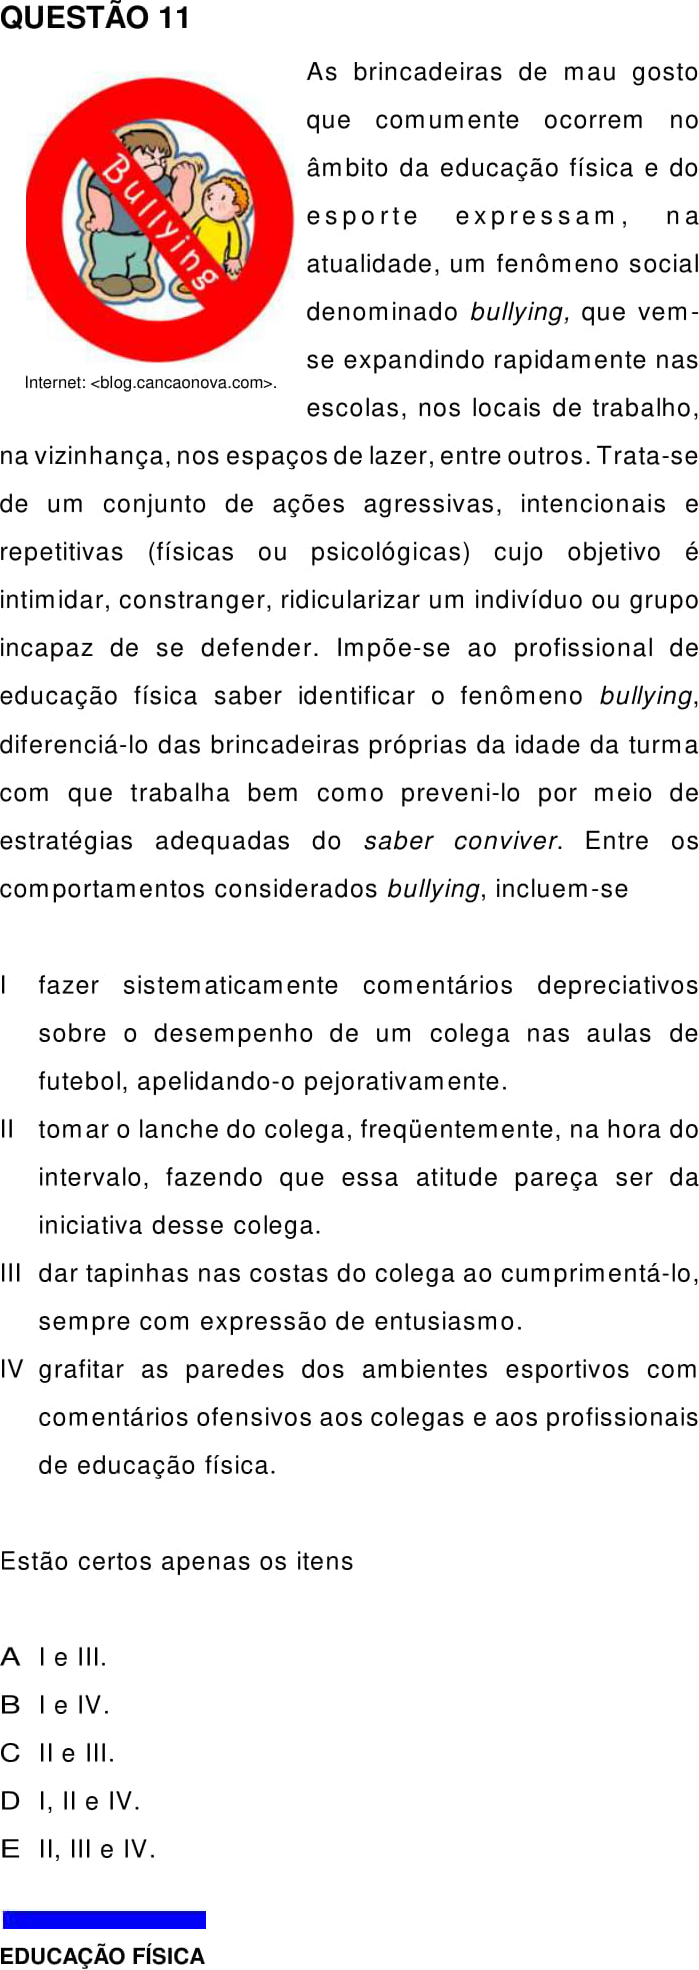 QUESTÃO 11
As brincadeiras de mau gosto
que comumente ocorrem no
âmbito da educação física e do
esporte expressam, na
atualidade, um fenômeno social
denominado bullying, que vem-
se expandindo rapidamente nas
escolas, nos locais de trabalho,
Bullying
Internet: <blog.cancaonova.com>.
na vizinhança, nos espaços de lazer, entre outros. Trata-se
de um conjunto de ações agressivas, intencionais e
repetitivas (físicas ou psicológicas) cujo objetivo é
intimidar, constranger, ridicularizar um indivíduo ou grupo
incapaz de se defender. Impõe-se ao profissional de
educação física saber identificar o fenômeno bullying,
diferenciá-lo das brincadeiras próprias da idade da turma
com que trabalha bem como preveni-lo por meio de
estratégias adequadas do saber conviver. Entre os
comportamentos considerados bullying, incluem-se
I fazer sistematicamente comentários depreciativos
sobre o desempenho de um colega nas aulas de
futebol, apelidando-o pejorativamente.
II tomar o lanche do colega, freqüentemente, na hora do
intervalo, fazendo que essa atitude pareça ser da
iniciativa desse colega.
III dar tapinhas nas costas do colega ao cumprimentá-lo,
sempre com expressão de entusiasmo.
IV grafitar as paredes dos ambientes esportivos com
comentários ofensivos aos colegas e aos profissionais
de educação física.
Estão certos apenas os itens
A I e III.
B I e IV.
C II e III.
D I, II e IV.
E II, III e IV.
EDUCAÇÃO FÍSICA